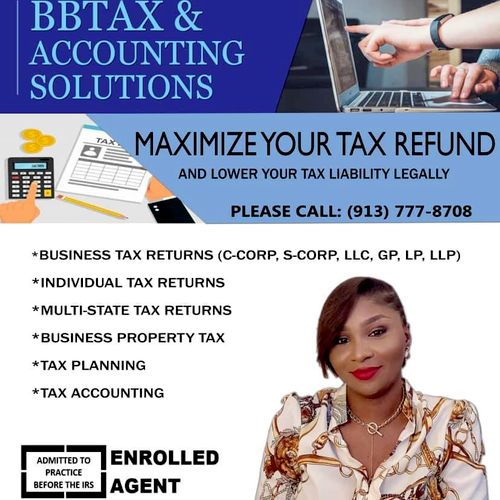 BBTAX &
ACCOUNTING
SOLUTIONS
TAX
MAXIMIZE YOUR TAX REFUND
AND LOWER YOUR TAX LIABILITY LEGALLY
PLEASE CALL: (913) 777-8708
*BUSINESS TAX RETURNS (C-CORP, S-CORP, LLC, GP, LP, LLP)
*INDIVIDUAL TAX RETURNS
*MULTI-STATE TAX RETURNS
*BUSINESS PROPERTY TAX
*TAX PLANNING
*TAX ACCOUNTING
ADMITTED TO
PRACTICE
BEFORE THE IRS
ENROLLED
AGENT